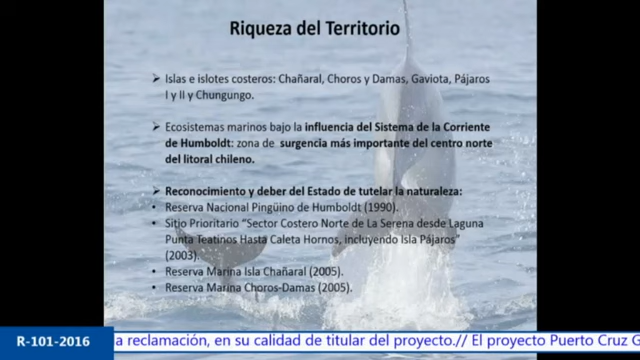 Riqueza del Territorio
➢ Islas e islotes costeros: Chañaral, Choros y Damas, Gaviota, Pájaros
I y II y Chungungo.
➢ Ecosistemas marinos bajo la influencia del Sistema de la Corriente
de Humboldt: zona de surgencia más importante del centro norte
del litoral chileno.
➢ Reconocimiento y deber del Estado de tutelar la naturaleza:
• Reserva Nacional Pingüino de Humboldt (1990).
• Sitio Prioritario “Sector Costero Norte de La Serena desde Laguna
Punta Teatinos Hasta Caleta Hornos, incluyendo Isla Pájaros”
(2003).
• Reserva Marina Isla Chañaral (2005).
• Reserva Marina Choros-Damas (2005).
R-101-2016 a reclamación, en su calidad de titular del proyecto.// El proyecto Puerto Cruz G